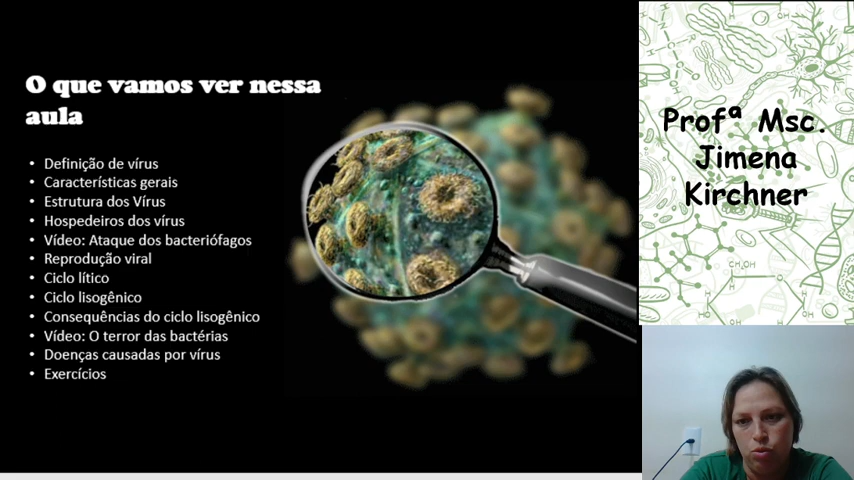 O que vamos ver nessa
aula
• Definição de vírus
• Características gerais
• Estrutura dos Vírus
• Hospedeiros dos vírus
• Vídeo: Ataque dos bacteriófagos
• Reprodução viral
• Ciclo lítico
• Ciclo lisogênico
• Consequências do ciclo lisogênico
• Vídeo: O terror das bactérias
• Doenças causadas por vírus
• Exercícios
Profª Msc.
Jimena
Kirchner
CH₂OH